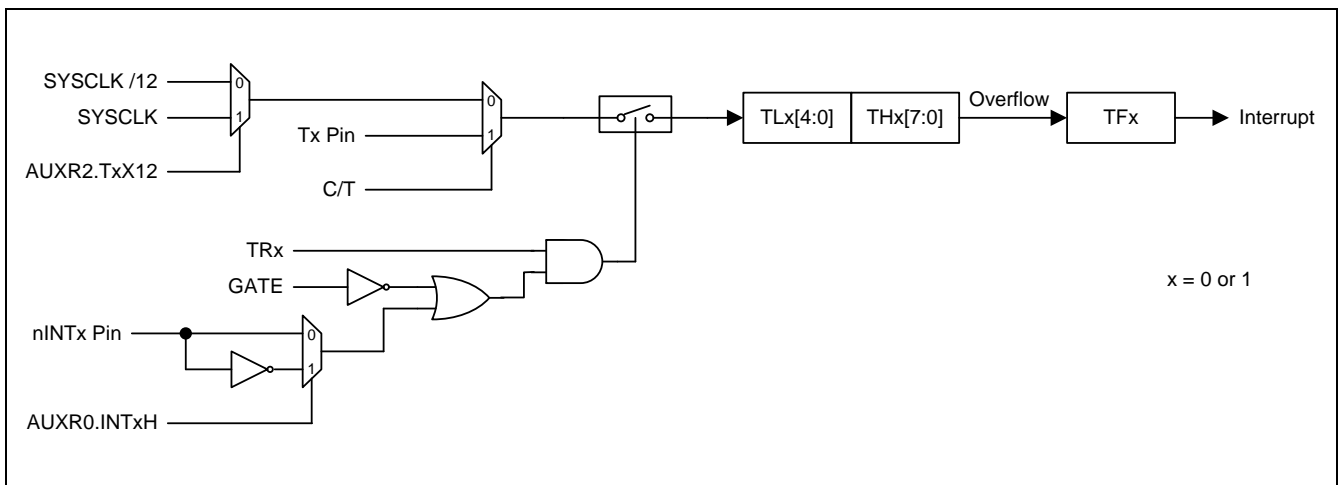 SYSCLK /12
0
SYSCLK
1
AUXR2.TxX12
Tx Pin
0
1
C/T
TLx[4:0] THx[7:0]
Overflow
TFx
Interrupt
TRx
GATE
x = 0 or 1
nINTx Pin
0
1
AUXR0.INTxH